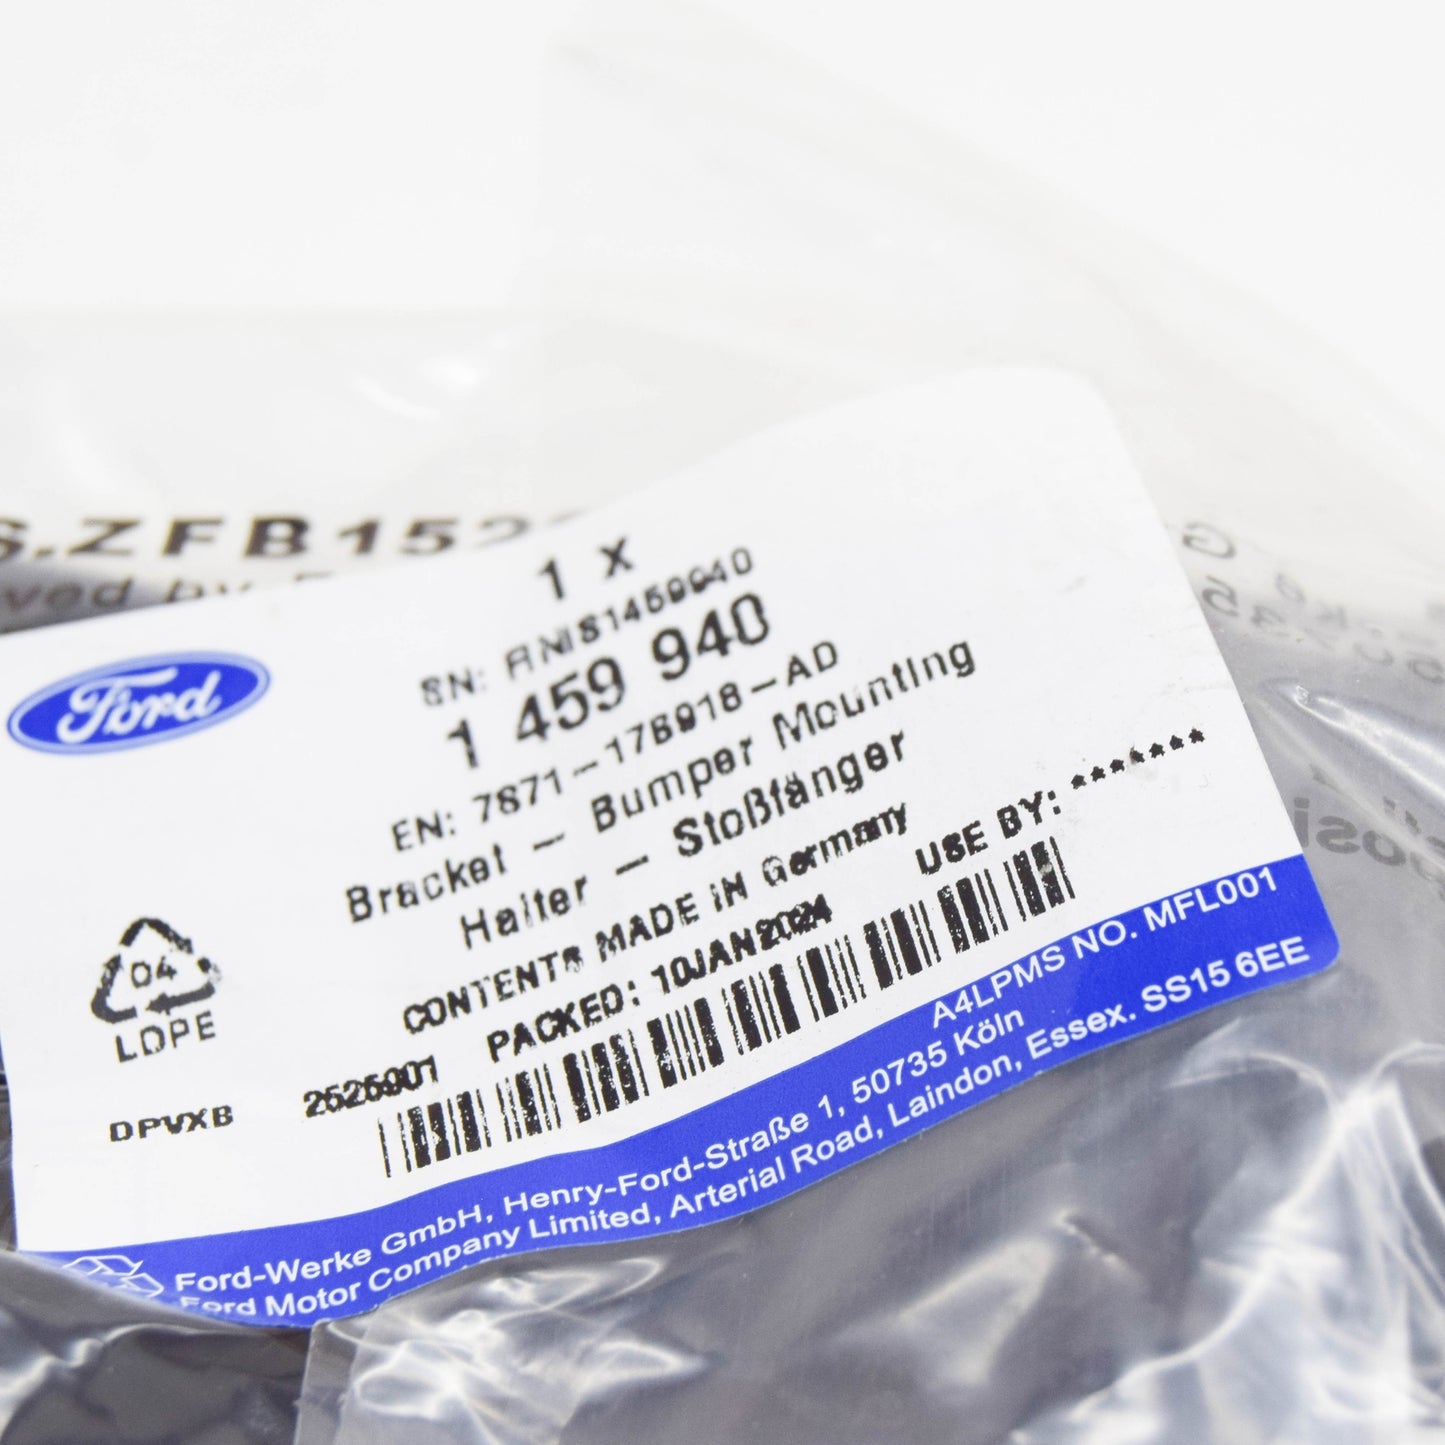 S.ZFB152
1 X
SN: RNIS1459940
1 459 940
EN: 7S71-17B918-AD
Bracket - Bumper Mounting
Halter - Stoßfänger
CONTENTS MADE IN Germany
PACKED: 10JAN2024
USE BY: *******
Ford
04
LDPE
DPVXB
2525901
A4LPMS NO. MFL001
Ford-Werke GmbH, Henry-Ford-Straße 1, 50735 Köln
Ford Motor Company Limited, Arterial Road, Laindon, Essex. SS15 6EE